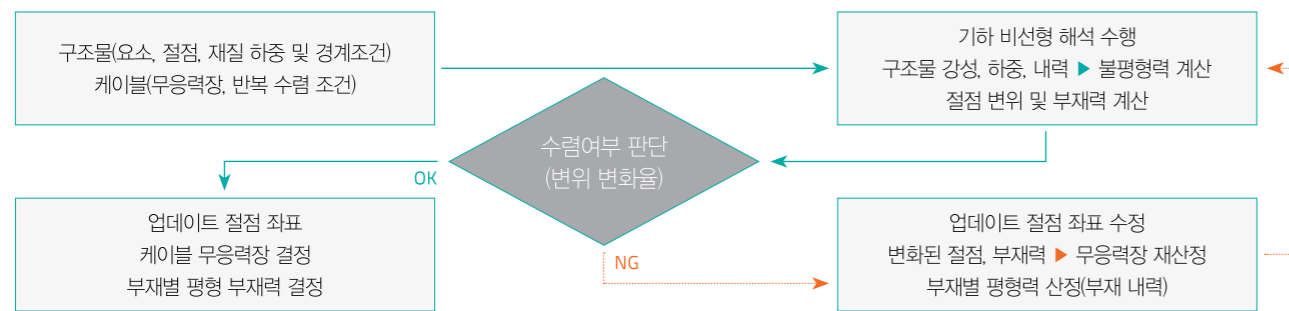 구조물(요소, 절점, 재질 하중 및 경계조건)
케이블(무응력장, 반복 수렴 조건)
기하 비선형 해석 수행
구조물 강성, 하중, 내력 ▶ 불평형력 계산
절점 변위 및 부재력 계산
수렴여부 판단
(변위 변화율)
OK
NG
업데이트 절점 좌표
케이블 무응력장 결정
부재별 평형 부재력 결정
업데이트 절점 좌표 수정
변화된 절점, 부재력 ▶ 무응력장 재산정
부재별 평형력 산정(부재 내력)